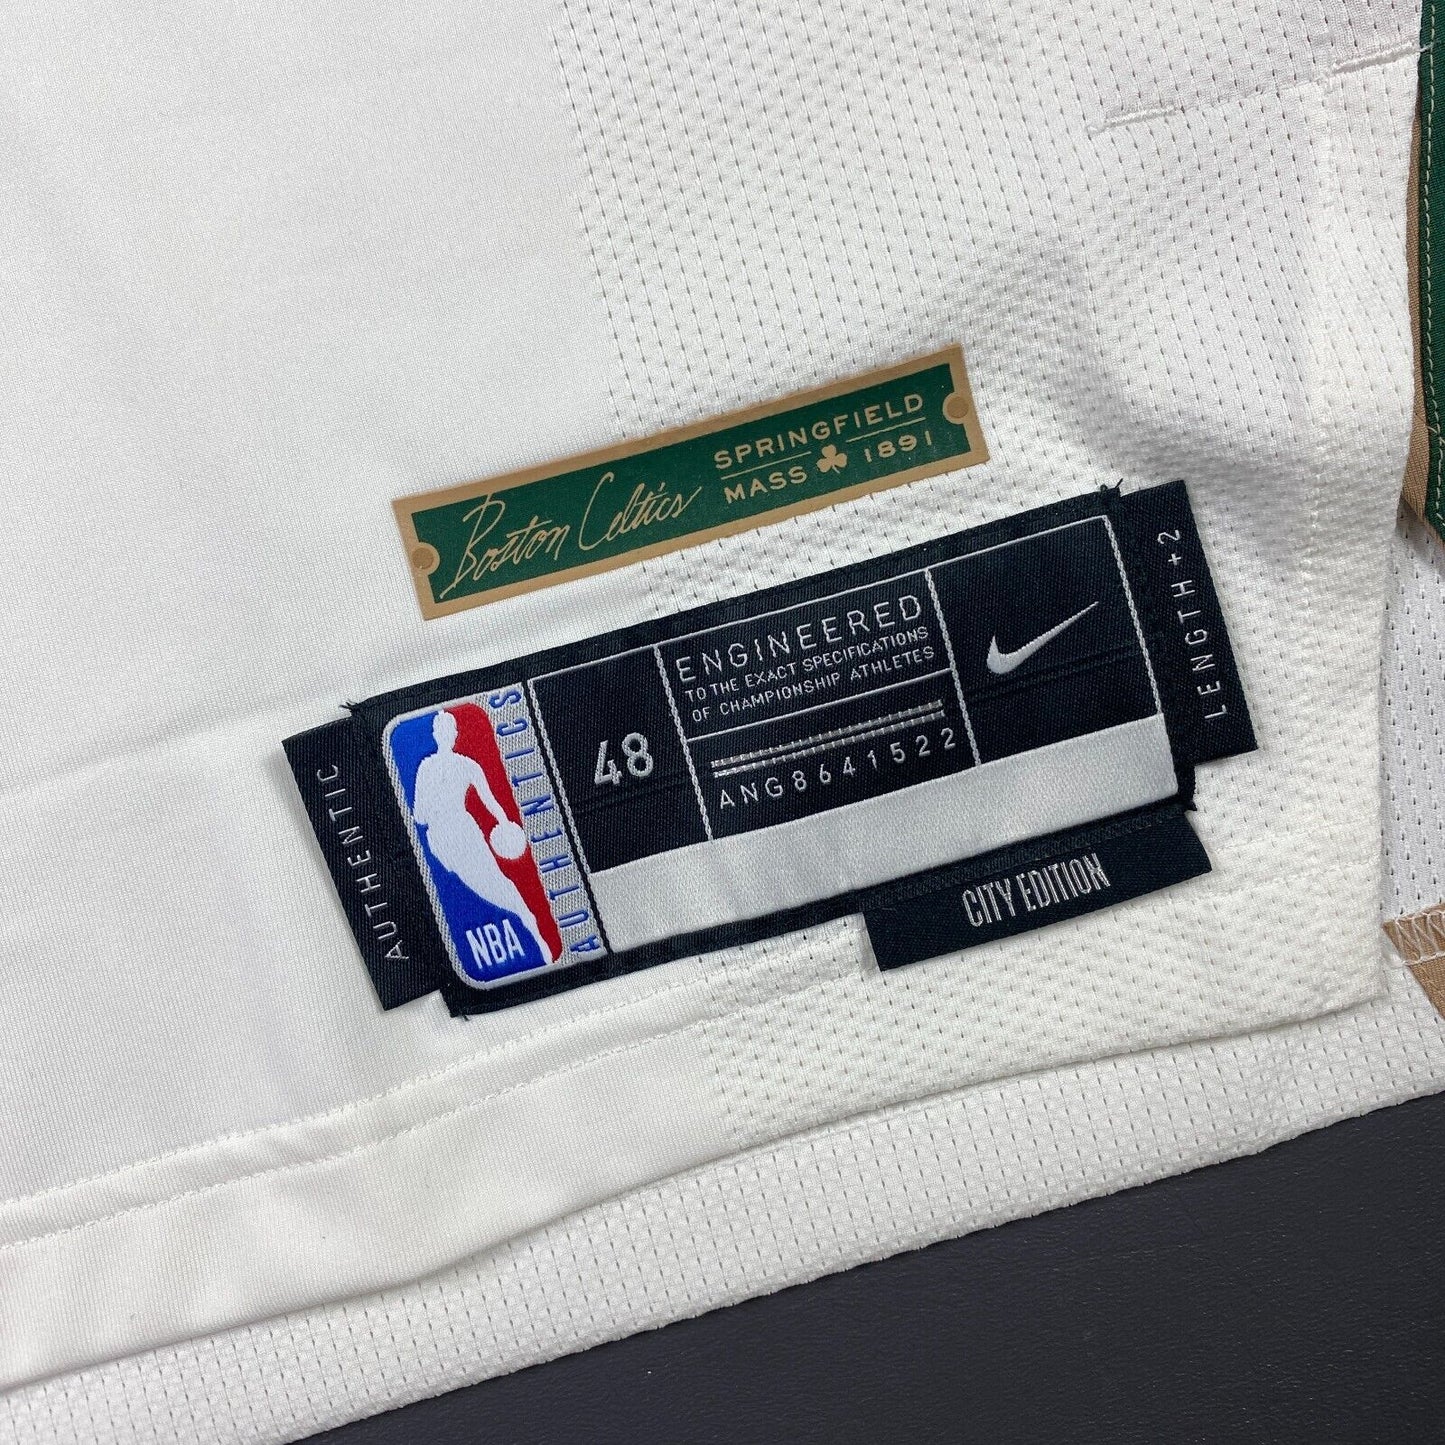 Boston Celtics
SPRINGFIELD
MASS 1891
AUTHENTIC
NBA
AUTHENTICS
48
ENGINEERED
TO THE EXACT SPECIFICATIONS
OF CHAMPIONSHIP ATHLETES
ANG8641522
LENGTH +2
CITY EDITION